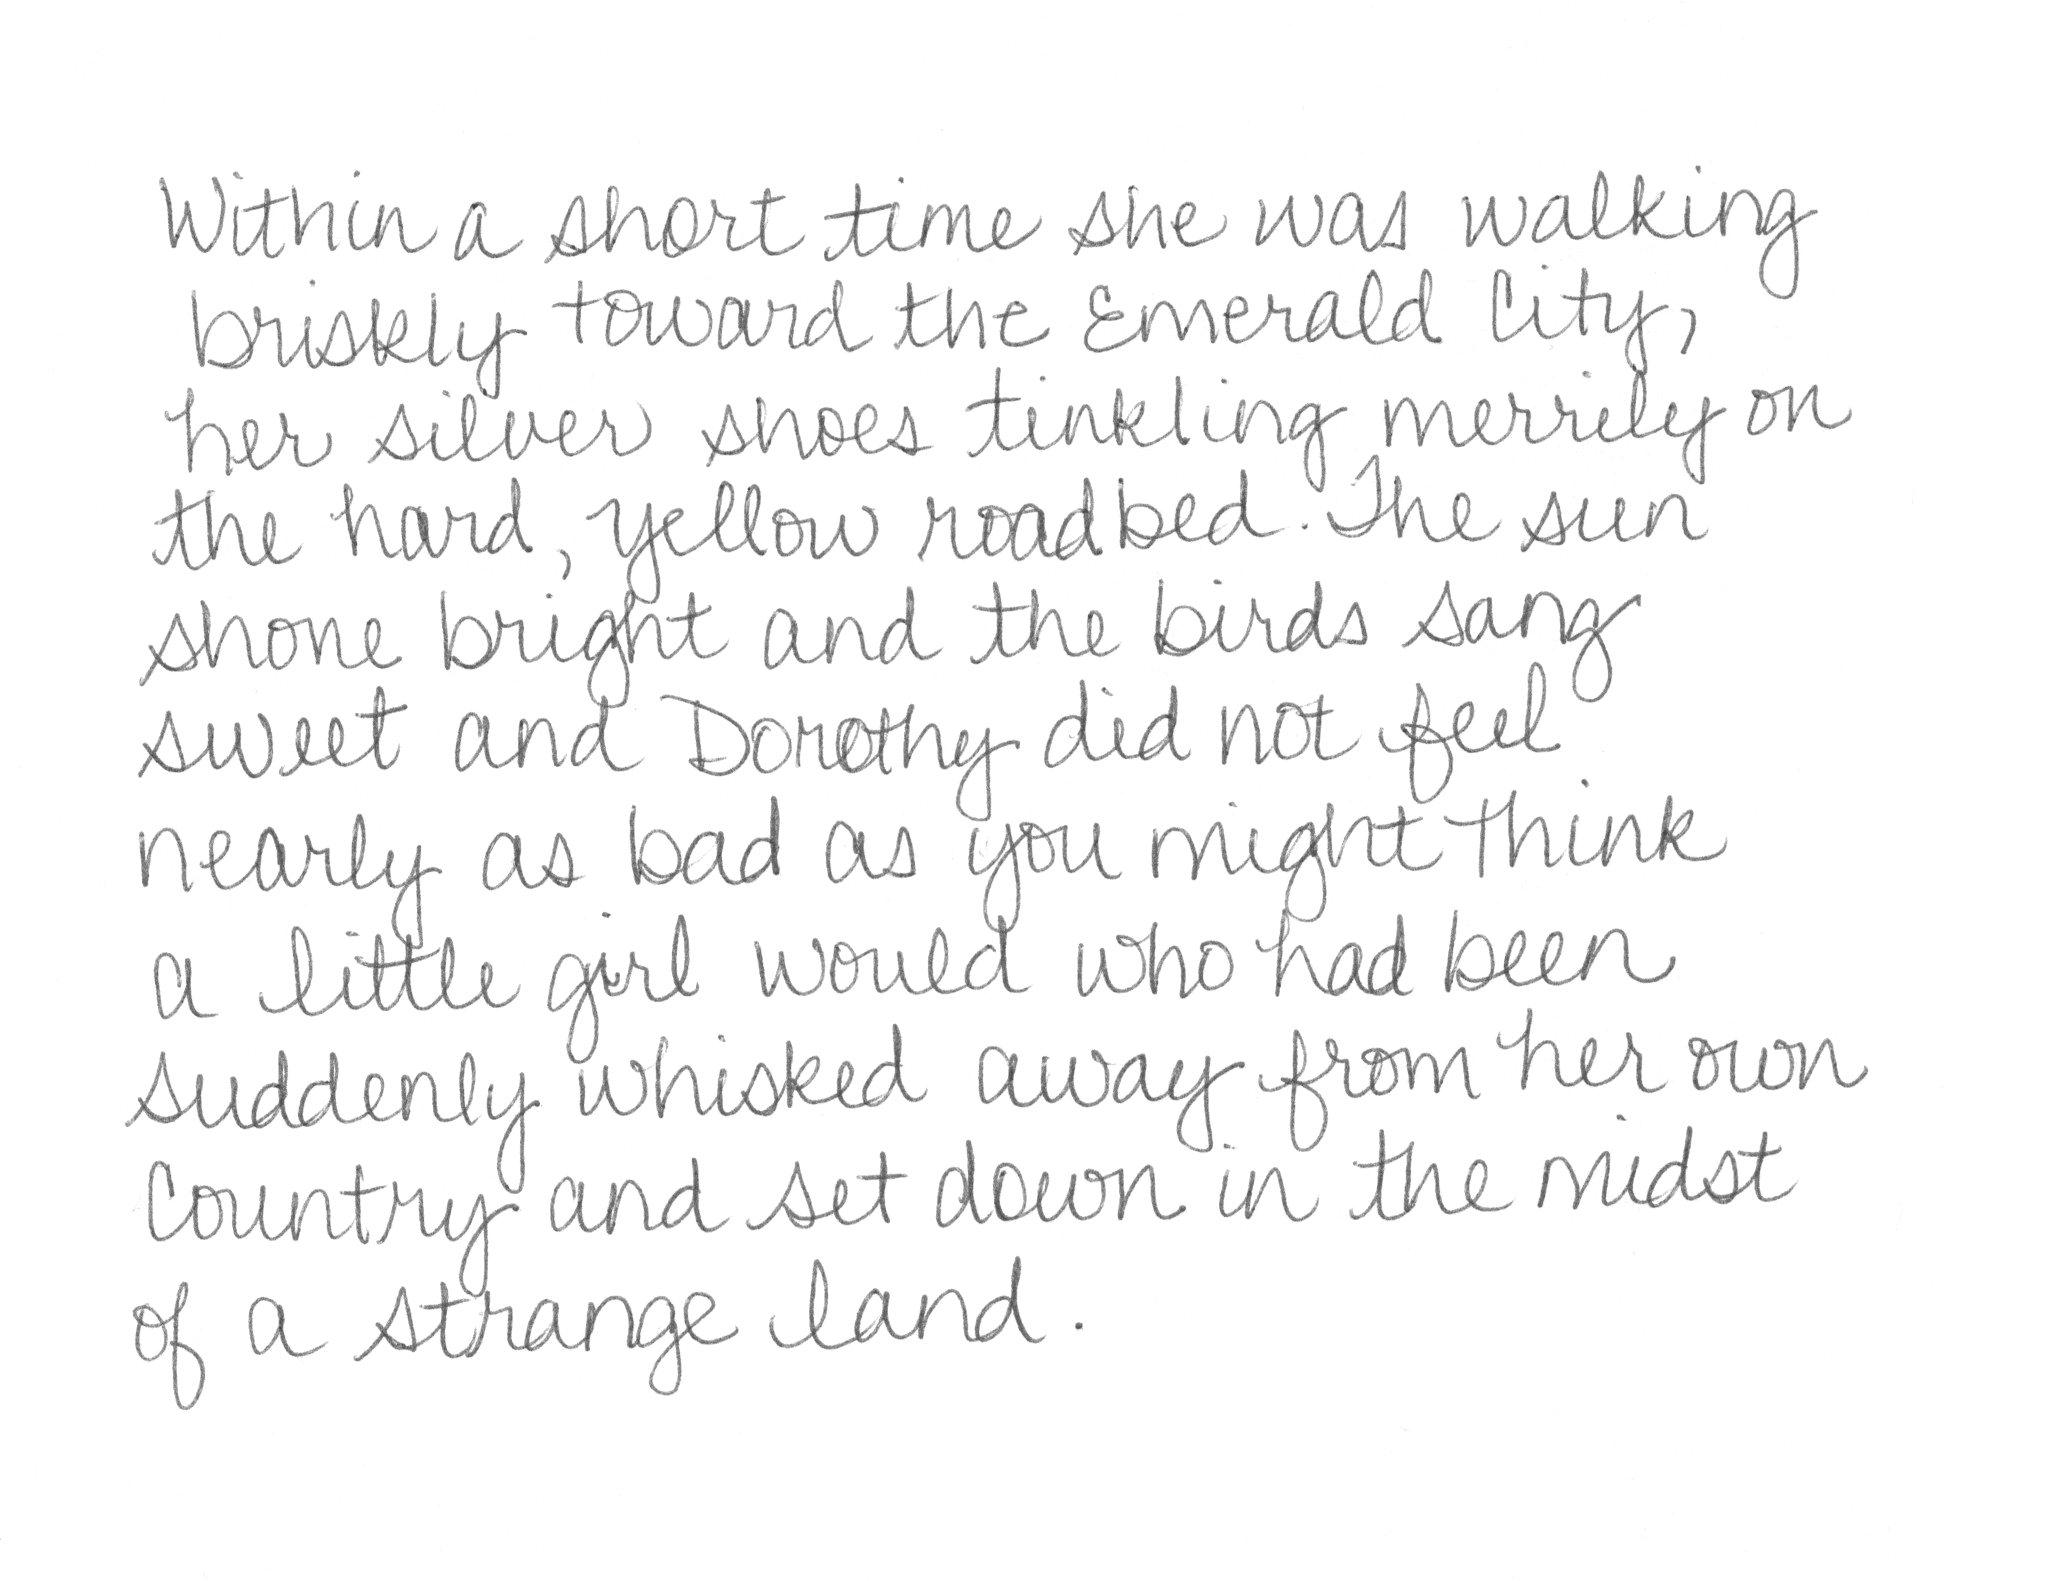 Within a short time she was walking
briskly toward the Emerald City,
her silver shoes tinkling merrily on
the hard, yellow roadbed. The sun
shone bright and the birds sang
sweet and Dorothy did not feel
nearly as bad as you might think
a little girl would who had been
suddenly whisked away from her own
Country and set down in the midst
of a strange land.